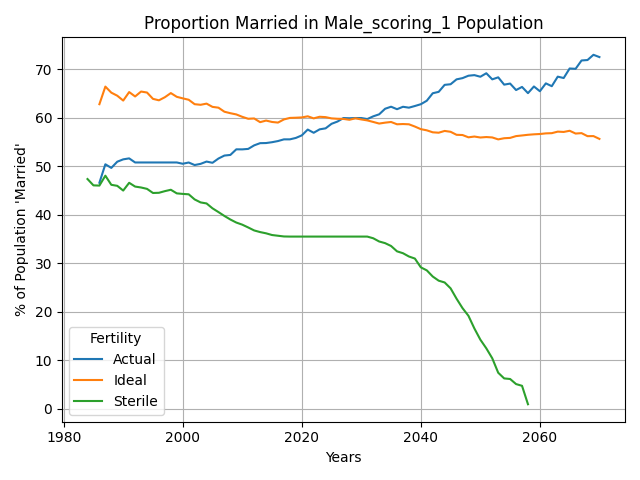 Proportion Married in Male_scoring_1 Population
% of Population 'Married'
70
60
50
40
30
20
10
0
Fertility
Actual
Ideal
Sterile
1980 2000 2020 2040 2060
Years